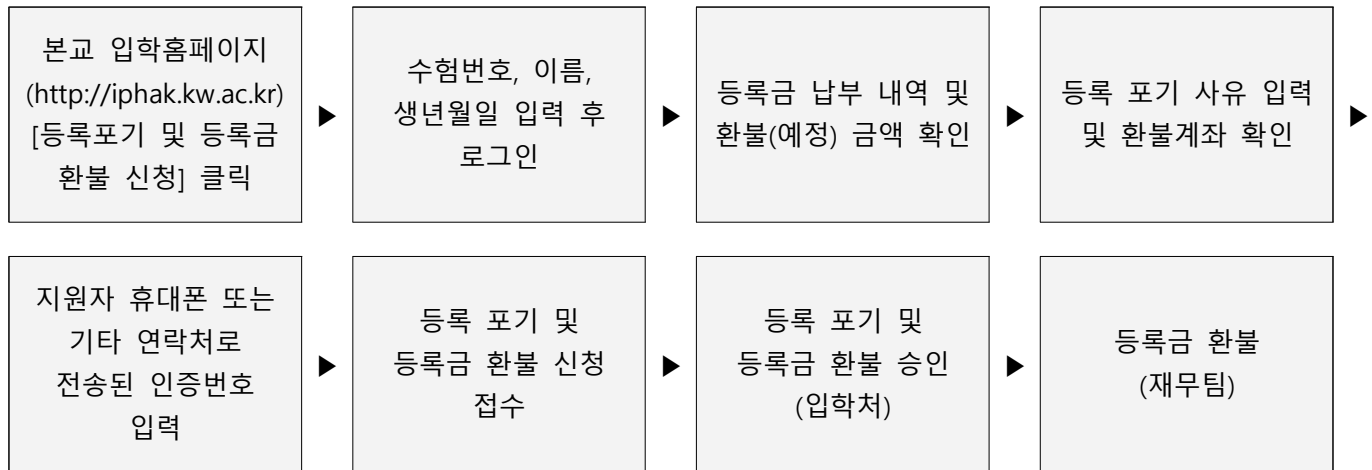 본교 입학홈페이지
(http://iphak.kw.ac.kr)
[등록포기 및 등록금
환불 신청] 클릭
▶
수험번호, 이름,
생년월일 입력 후
로그인
▶
등록금 납부 내역 및
환불(예정) 금액 확인
▶
등록 포기 사유 입력
및 환불계좌 확인
▶
지원자 휴대폰 또는
기타 연락처로
전송된 인증번호
입력
▶
등록 포기 및
등록금 환불 신청
접수
▶
등록 포기 및
등록금 환불 승인
(입학처)
▶
등록금 환불
(재무팀)